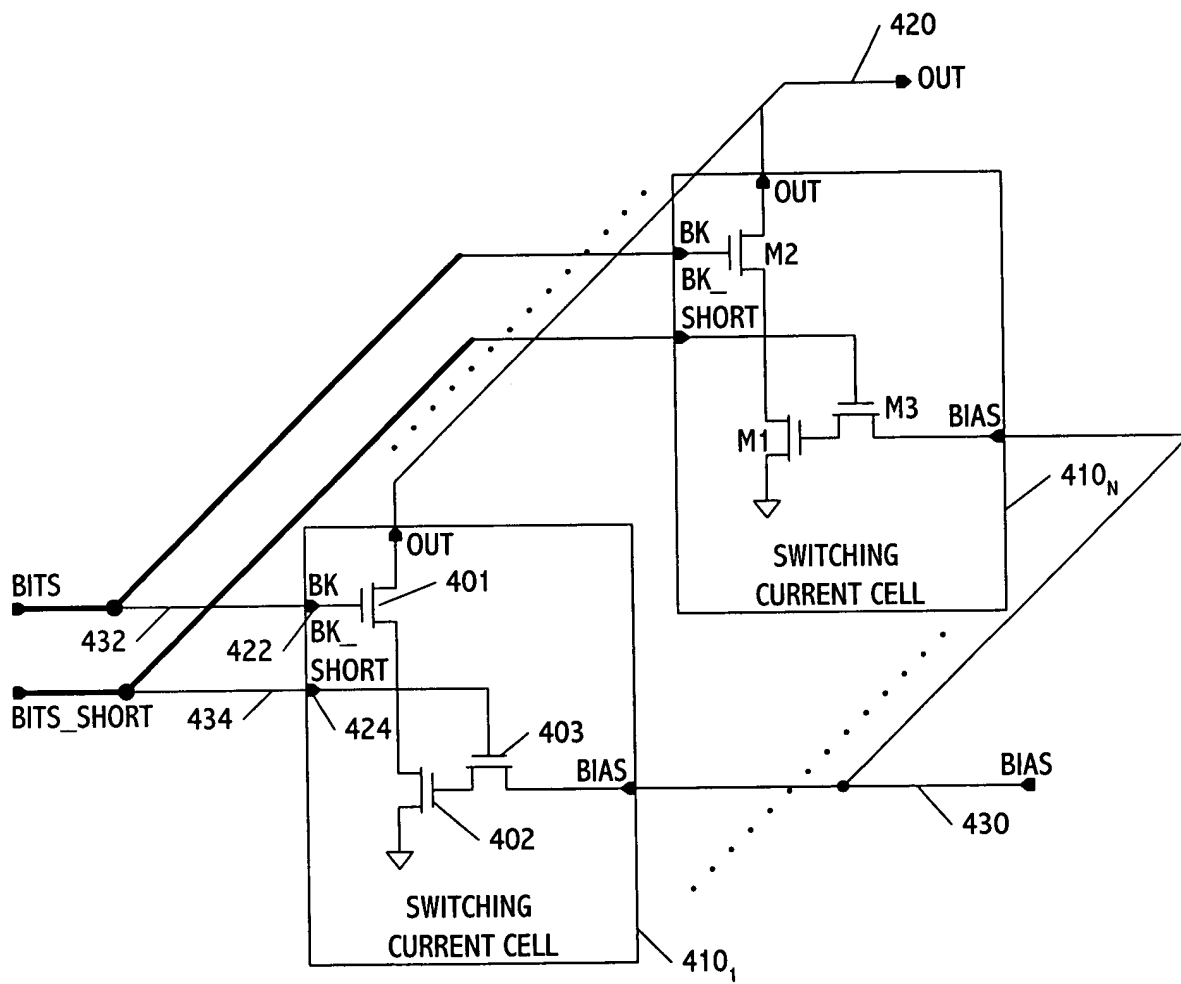 420
OUT
OUT
BK
M2
BK_
SHORT
M3
BIAS
M1
410N
SWITCHING
CURRENT CELL
OUT
BITS
BK
401
432
422
BK_
SHORT
BITS_SHORT
434
424
403
BIAS
BIAS
402
430
SWITCHING
CURRENT CELL
4101